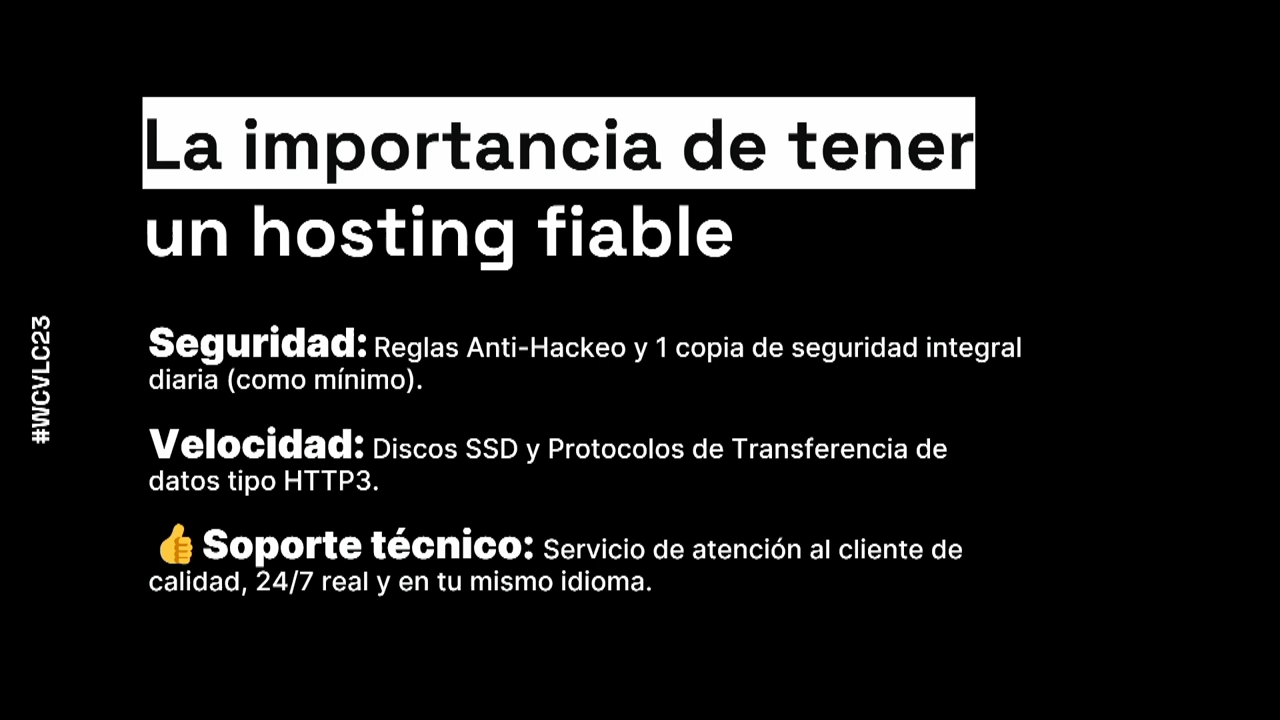 La importancia de tener
un hosting fiable
#WCVLC23
Seguridad: Reglas Anti-Hackeo y 1 copia de seguridad integral
diaria (como mínimo).
Velocidad: Discos SSD y Protocolos de Transferencia de
datos tipo HTTP3.
👍 Soporte técnico: Servicio de atención al cliente de
calidad, 24/7 real y en tu mismo idioma.